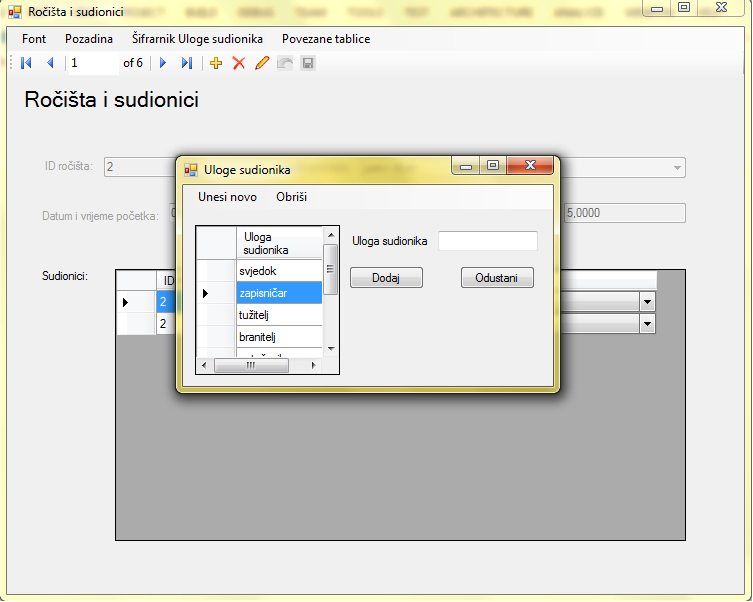 Ročišta i sudionici
Font Pozadina Šifrarnik Uloge sudionika Povezane tablice
1 of 6
Ročišta i sudionici
ID ročišta: 2
Datum i vrijeme početka: 5,0000
Sudionici:
ID
2
2
Uloge sudionika
Unesi novo Obriši
Uloga
sudionika
svjedok
zapisničar
tužitelj
branitelj
Uloga sudionika
Dodaj Odustani